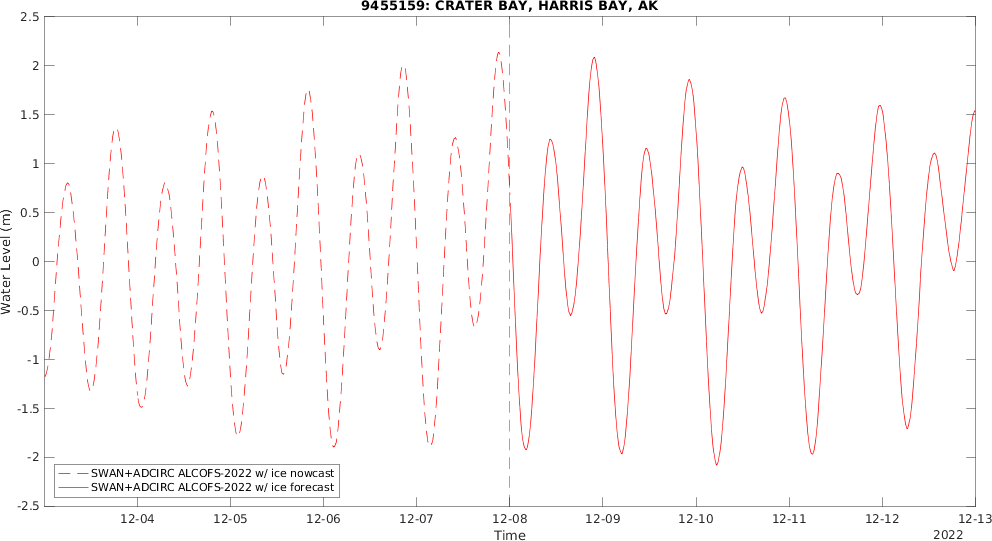 9455159: CRATER BAY, HARRIS BAY, AK
2.5
2
1.5
1
0.5
0
-0.5
-1
-1.5
-2
-2.5
Water Level (m)
SWAN+ADCIRC ALCOFS-2022 w/ ice nowcast
SWAN+ADCIRC ALCOFS-2022 w/ ice forecast
12-04 12-05 12-06 12-07 12-08 12-09 12-10 12-11 12-12 12-13
Time
2022